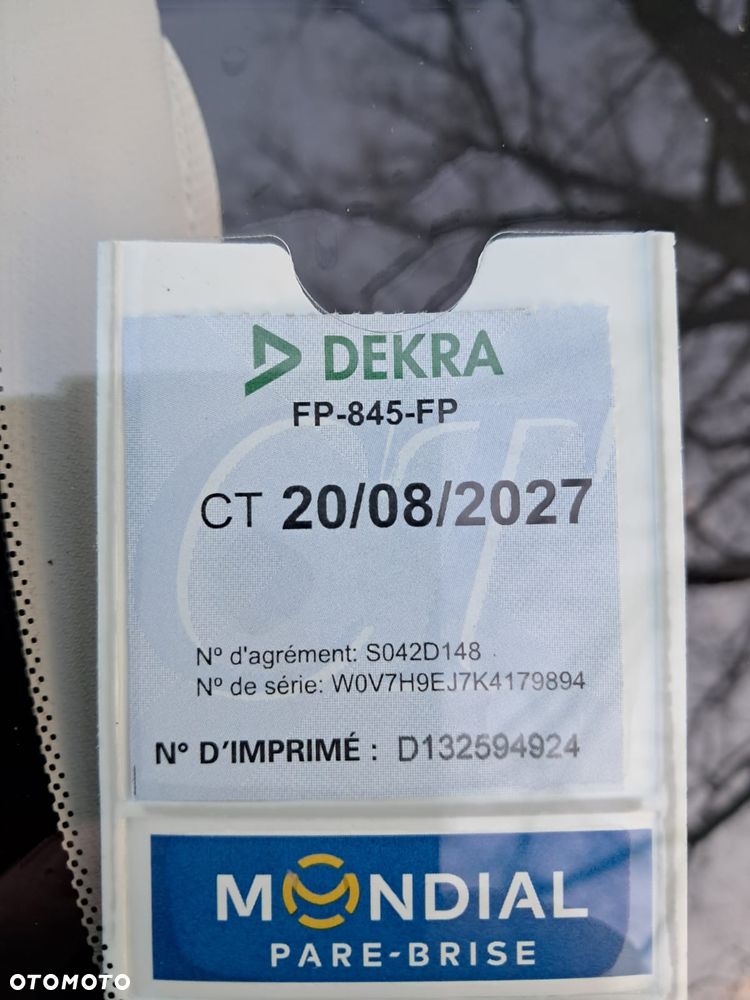 DEKRA
FP-845-FP
CT 20/08/2027
N° d'agrément: S042D148
N° de série: W0V7H9EJ7K4179894
N° D'IMPRIMÉ : D132594924
MONDIAL
PARE-BRISE
OTOMOTO